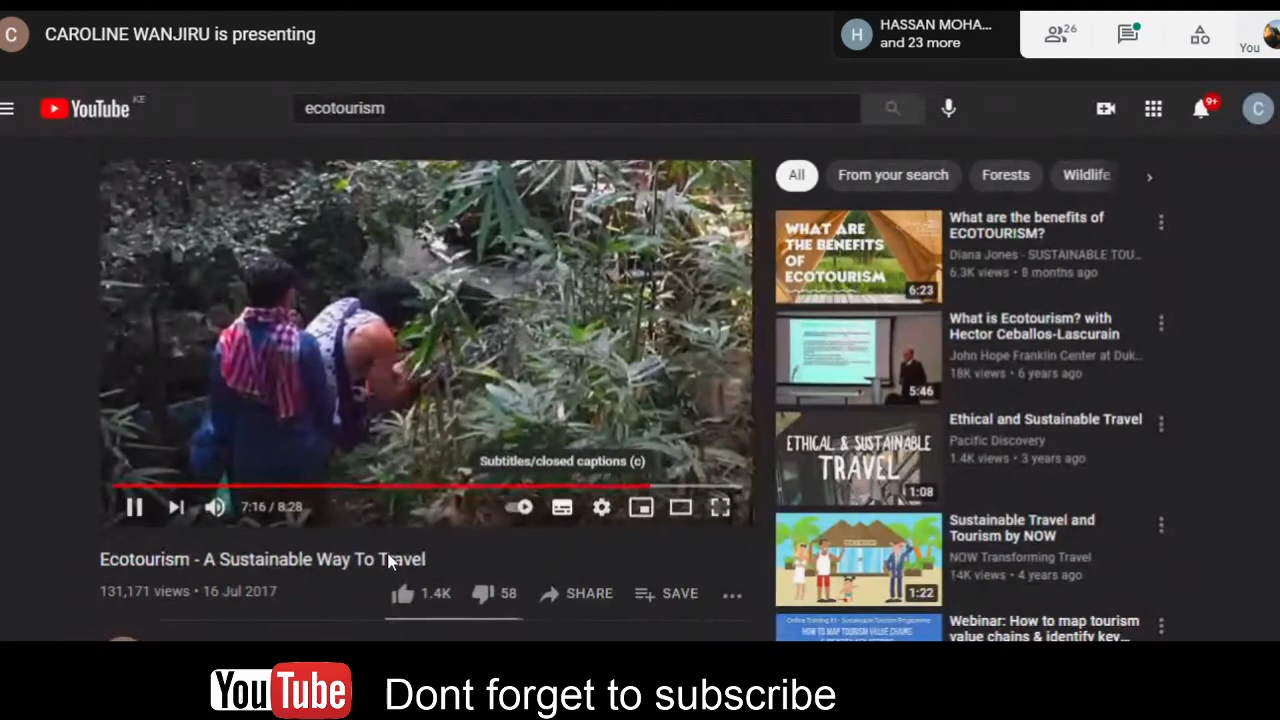 C
CAROLINE WANJIRU is presenting
H
HASSAN MOHA...
and 23 more
26
You
YouTube KE
ecotourism
9+
C
Subtitles/closed captions (c)
7:16 / 8:28
Ecotourism - A Sustainable Way To Travel
131,171 views • 16 Jul 2017
1.4K
58
SHARE
SAVE
All
From your search
Forests
Wildlife
WHAT ARE
THE BENEFITS
OF
ECOTOURISM
6:23
What are the benefits of
ECOTOURISM?
Diana Jones - SUSTAINABLE TOU...
6.3K views • 8 months ago
5:46
What is Ecotourism? with
Hector Ceballos-Lascurain
John Hope Franklin Center at Duk...
18K views • 6 years ago
ETHICAL & SUSTAINABLE
TRAVEL
1:08
Ethical and Sustainable Travel
Pacific Discovery
1.4K views • 3 years ago
1:22
Sustainable Travel and
Tourism by NOW
NOW Transforming Travel
14K views • 4 years ago
HOW TO MAP TOURISM VALUE CHAINS
Webinar: How to map tourism
value chains & identify key...
YouTube
Dont forget to subscribe